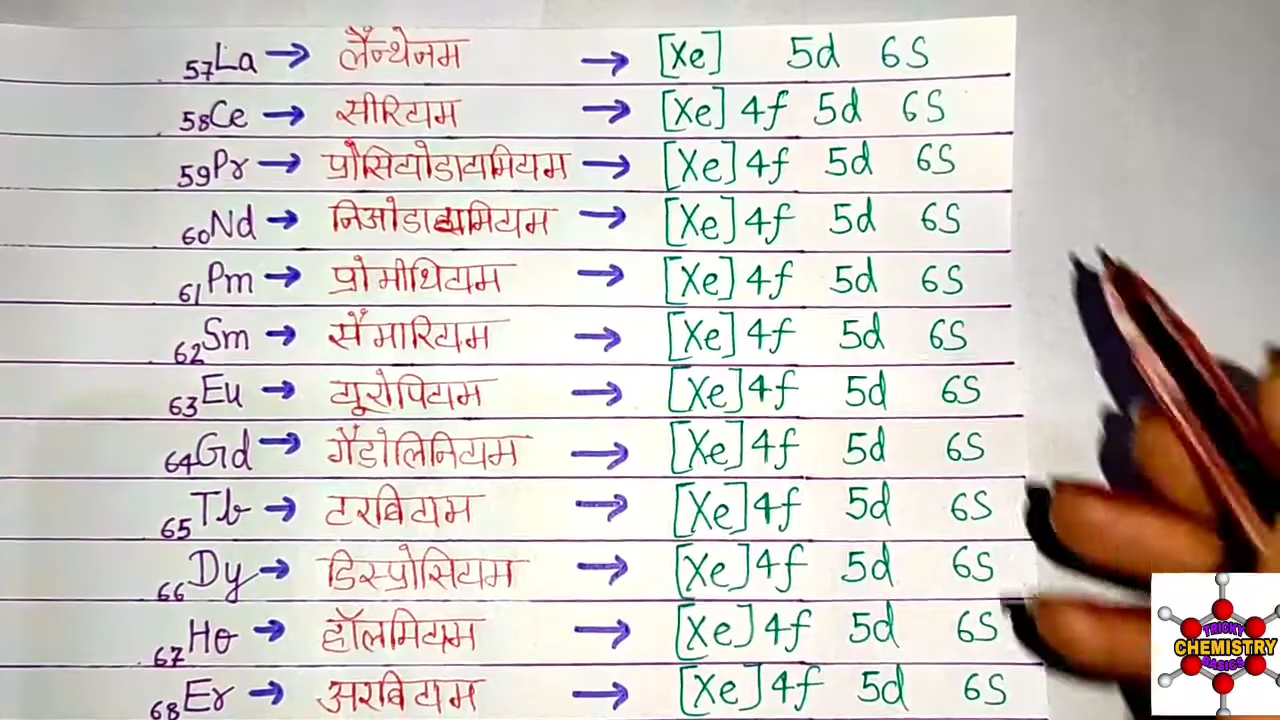 57La → लैंन्थेनम → [Xe] 5d 6S
58Ce → सीरियम → [Xe] 4f 5d 6S
59Pr → प्रौसियोडायमियम → [Xe] 4f 5d 6S
60Nd → निओडायमियम → [Xe] 4f 5d 6S
61Pm → प्रोमीथियम → [Xe] 4f 5d 6S
62Sm → सैंमारियम → [Xe] 4f 5d 6S
63Eu → यूरोपियम → [Xe] 4f 5d 6S
64Gd → गैडोलिनियम → [Xe] 4f 5d 6S
65Tb → टरबियम → [Xe] 4f 5d 6S
66Dy → डिस्प्रोसियम → [Xe] 4f 5d 6S
67Ho → हॉलमियम → [Xe] 4f 5d 6S
68Er → अरबियम → [Xe] 4f 5d 6S
TRICKY
CHEMISTRY
BASICS